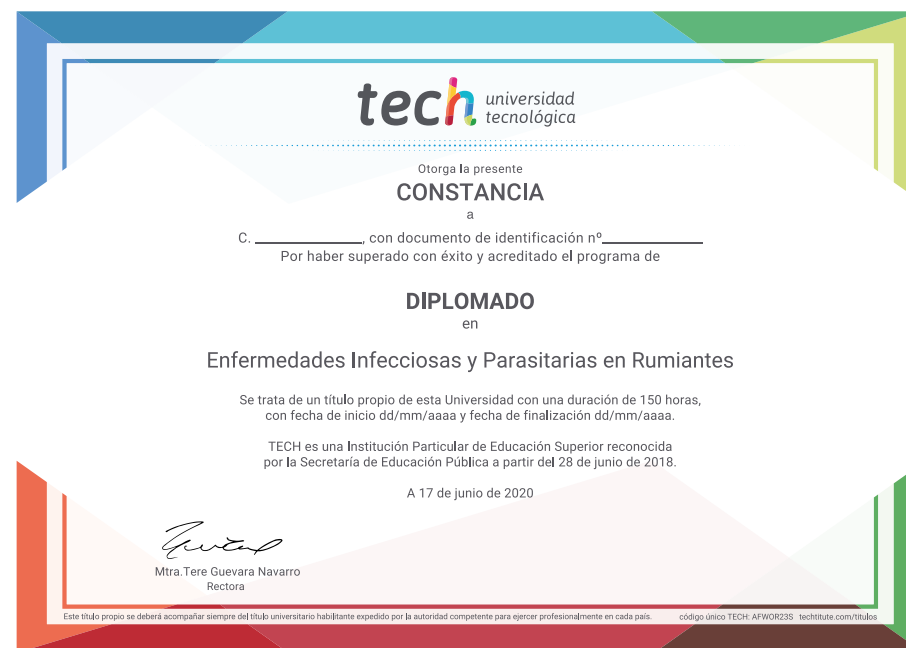 tech universidad
tecnológica
Otorga la presente
CONSTANCIA
a
C. ____________, con documento de identificación nº____________
Por haber superado con éxito y acreditado el programa de
DIPLOMADO
en
Enfermedades Infecciosas y Parasitarias en Rumiantes
Se trata de un título propio de esta Universidad con una duración de 150 horas,
con fecha de inicio dd/mm/aaaa y fecha de finalización dd/mm/aaaa.
TECH es una Institución Particular de Educación Superior reconocida
por la Secretaría de Educación Pública a partir del 28 de junio de 2018.
A 17 de junio de 2020
Mtra.Tere Guevara Navarro
Rectora
Este título propio se deberá acompañar siempre del título universitario habilitante expedido por la autoridad competente para ejercer profesionalmente en cada país. código único TECH: AFWOR23S techtitute.com/titulos